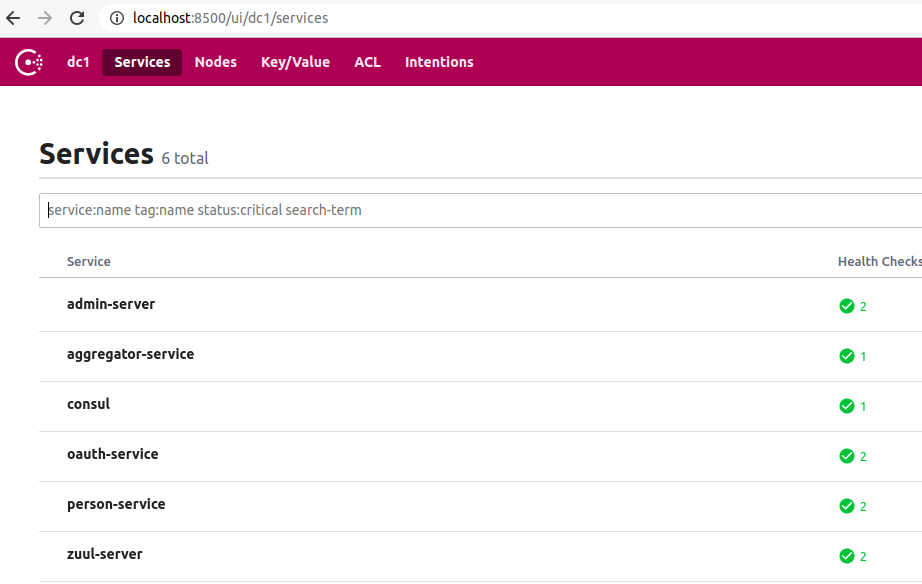 localhost:8500/ui/dc1/services
dc1 Services Nodes Key/Value ACL Intentions
Services 6 total
service:name tag:name status:critical search-term
Service Health Checks
admin-server 2
aggregator-service 1
consul 1
oauth-service 2
person-service 2
zuul-server 2